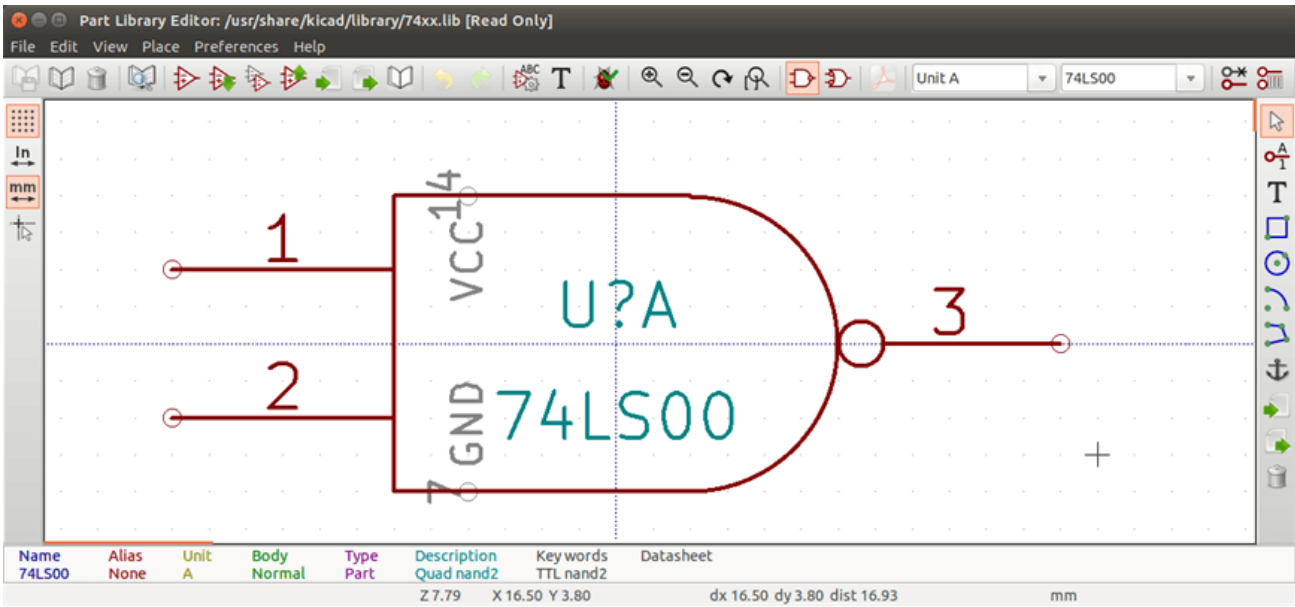 Part Library Editor: /usr/share/kicad/library/74xx.lib [Read Only]
File Edit View Place Preferences Help
ABC T Unit A 74LS00
In
mm
A
1
T
14
VCC
1
U?A
3
2
GND
74LS00
7
Name Alias Unit Body Type Description Key words Datasheet
74LS00 None A Normal Part Quad nand2 TTL nand2
Z 7.79 X 16.50 Y 3.80 dx 16.50 dy 3.80 dist 16.93 mm